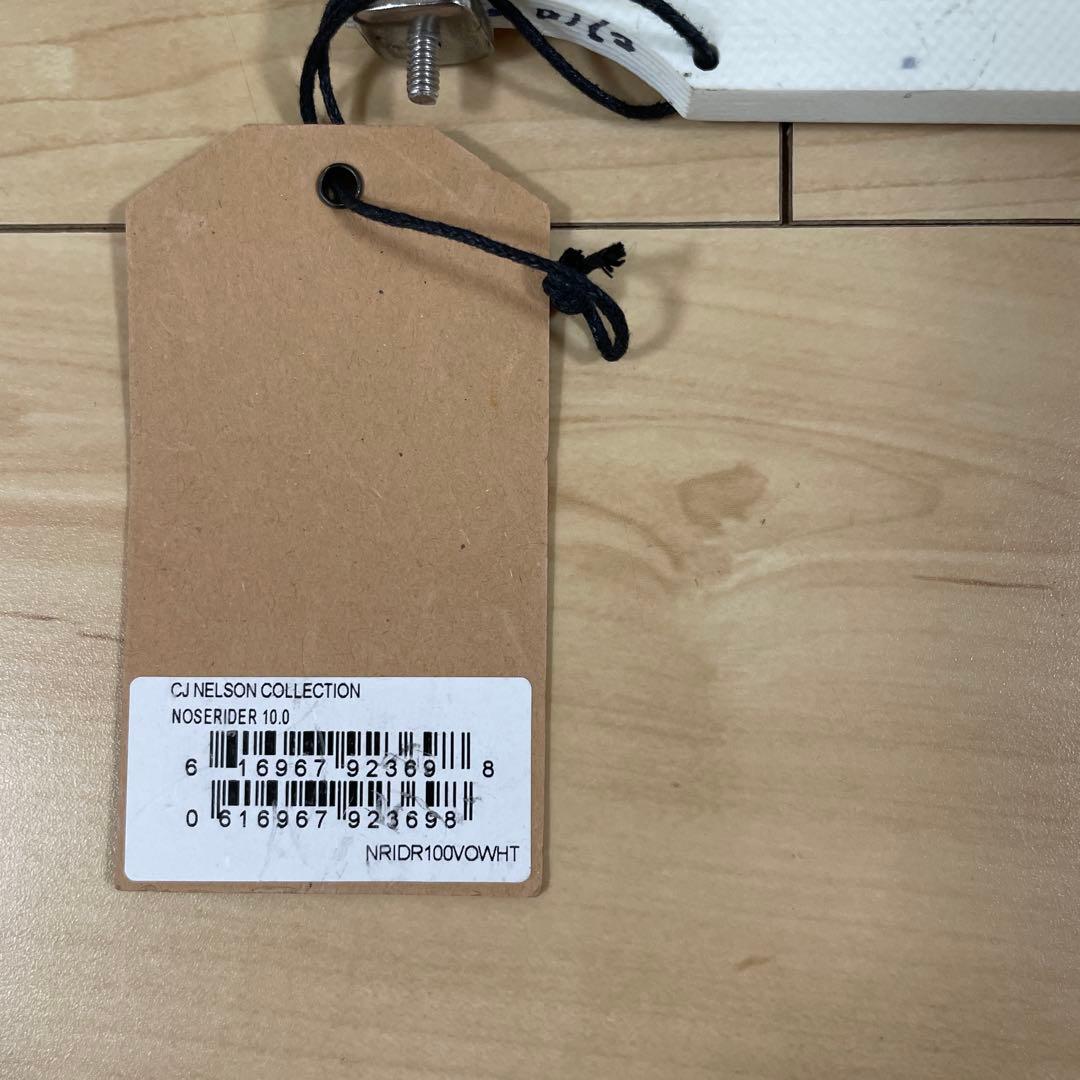 CJ NELSON COLLECTION
NOSERIDER 10.0
6 16967 92369 8
0 616967 923698
NRIDR100VOWHT